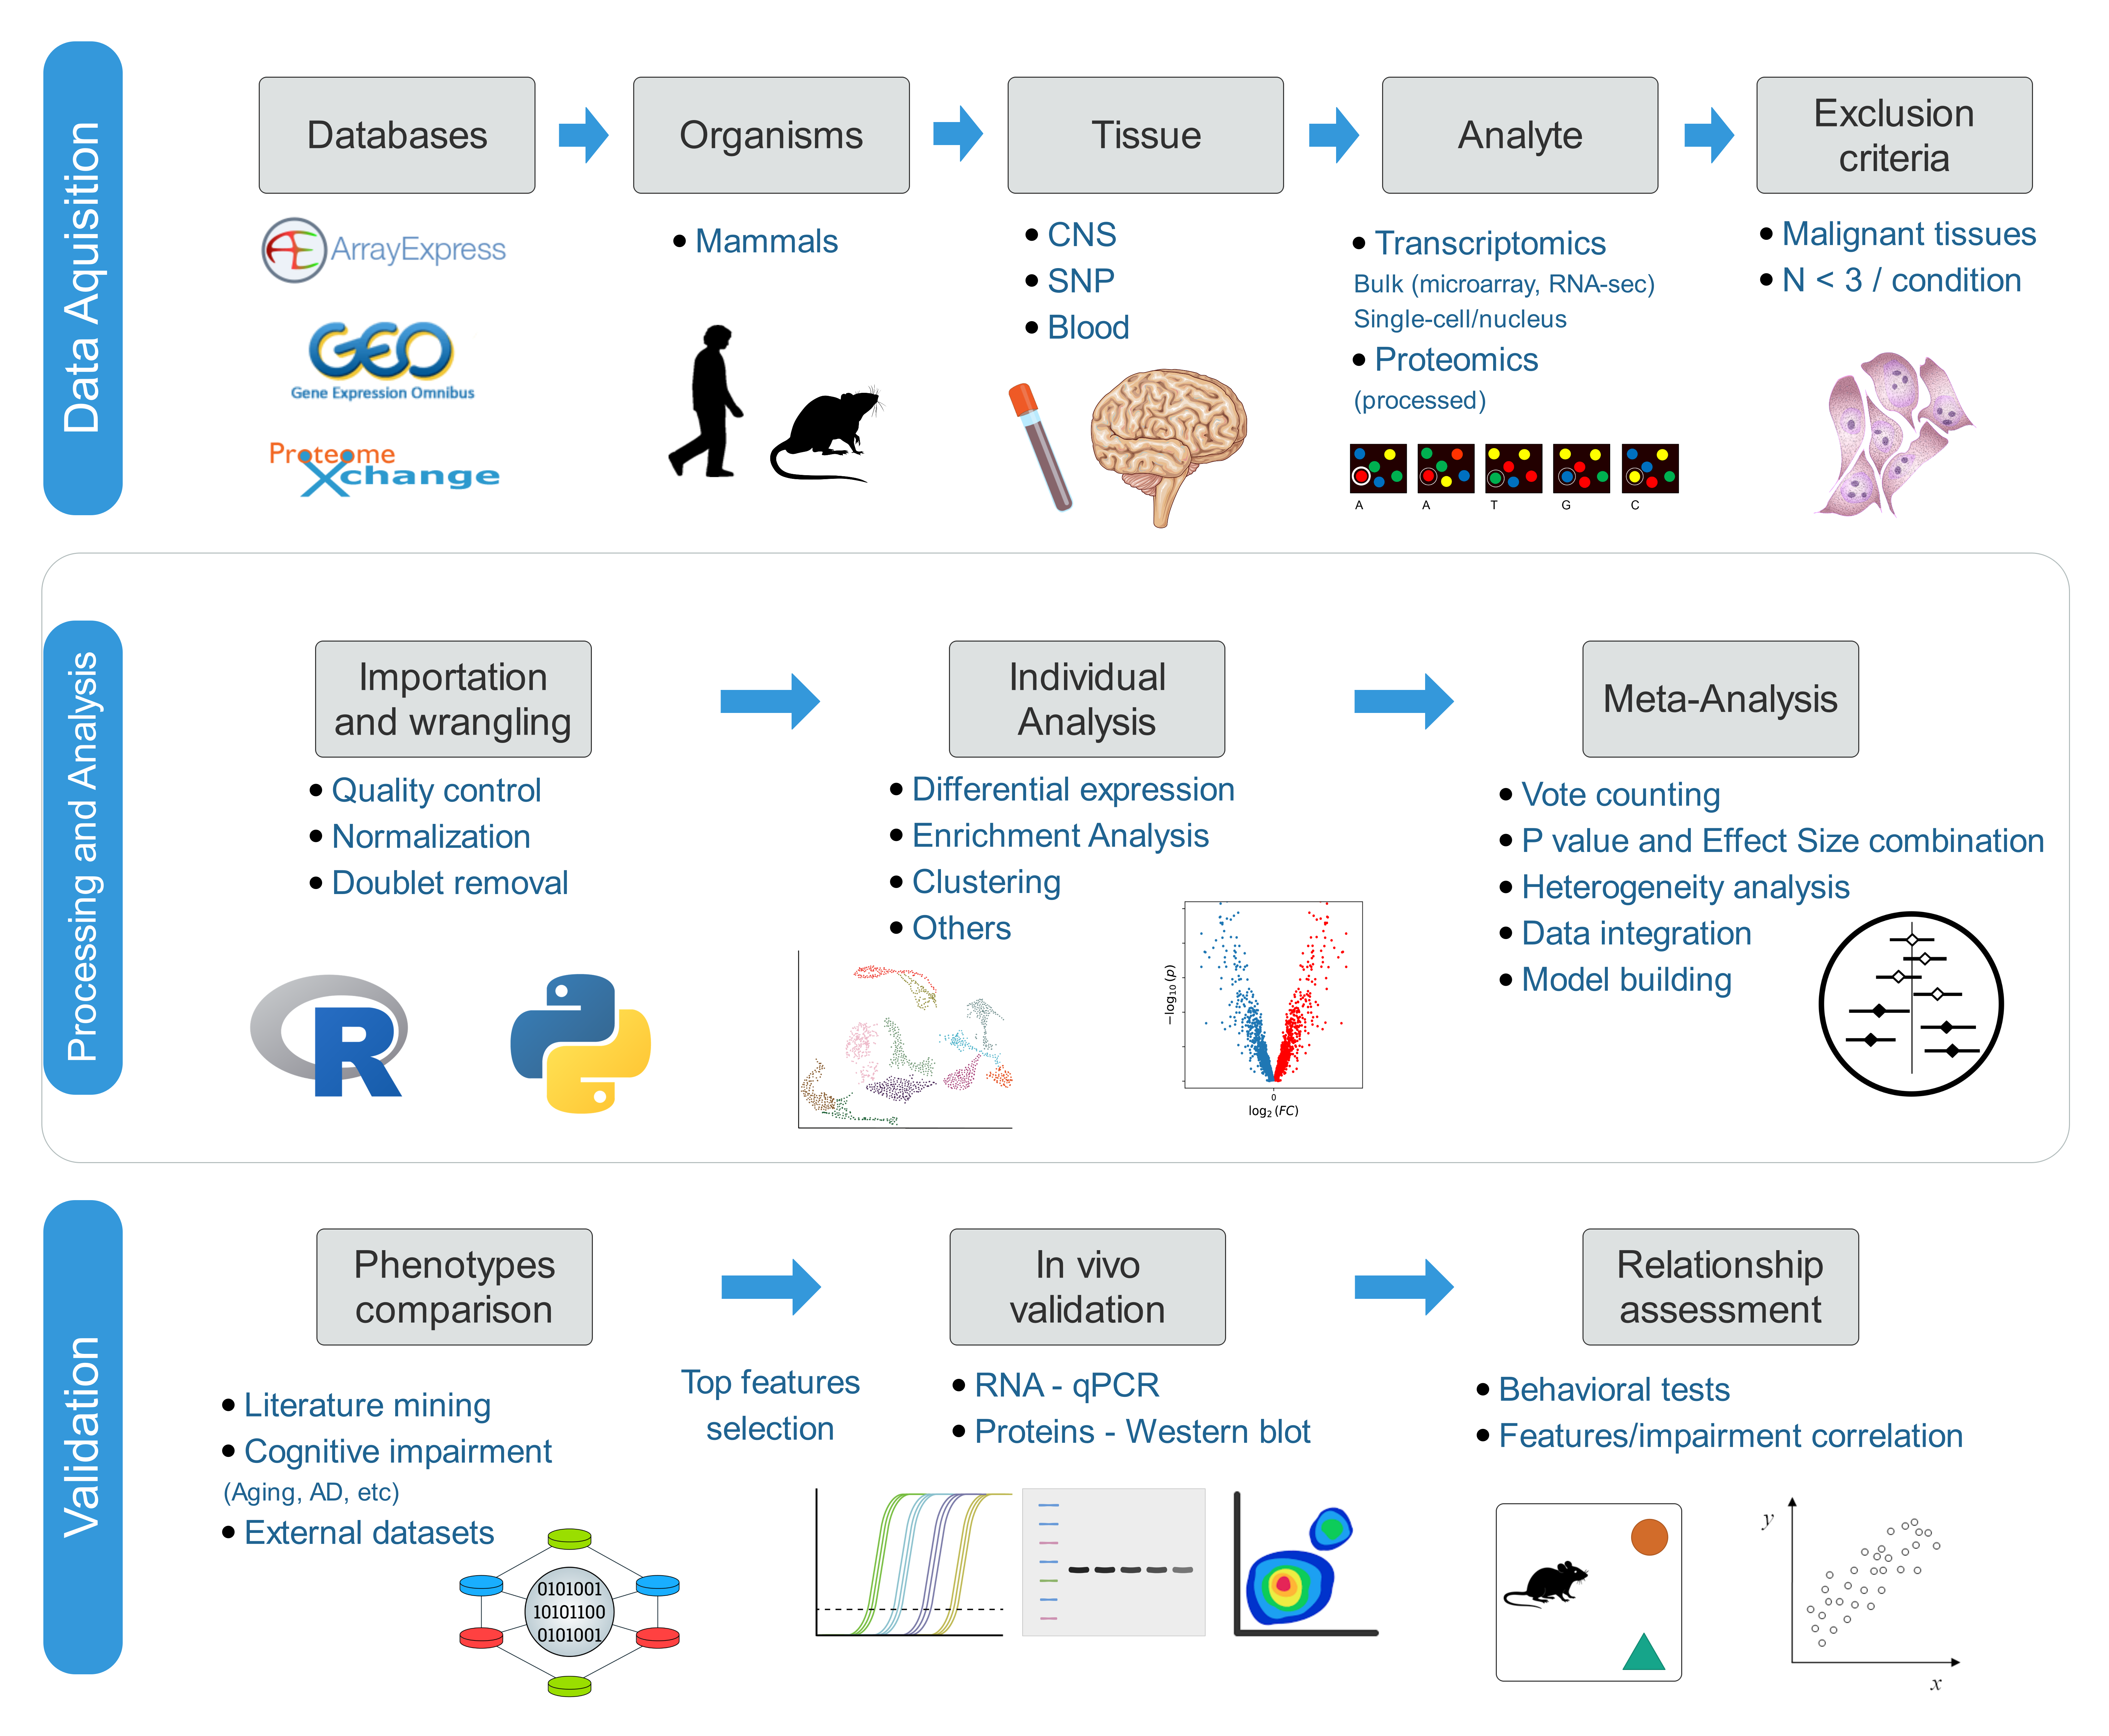 Data Aquisition
Databases
Organisms
Tissue
Analyte
Exclusion
criteria
ArrayExpress
GEO
Gene Expression Omnibus
Proteome
Xchange
Mammals
CNS
SNP
Blood
Transcriptomics
Bulk (microarray, RNA-sec)
Single-cell/nucleus
Proteomics
(processed)
A A T G C
Malignant tissues
N < 3 / condition
Processing and Analysis
Importation
and wrangling
Individual
Analysis
Meta-Analysis
Quality control
Normalization
Doublet removal
R
Differential expression
Enrichment Analysis
Clustering
Others
−log₁₀(p)
0
log₂(FC)
Vote counting
P value and Effect Size combination
Heterogeneity analysis
Data integration
Model building
Validation
Phenotypes
comparison
In vivo
validation
Relationship
assessment
Literature mining
Cognitive impairment
(Aging, AD, etc)
External datasets
0101001
10101100
0101001
Top features
selection
RNA - qPCR
Proteins - Western blot
Behavioral tests
Features/impairment correlation
y
x